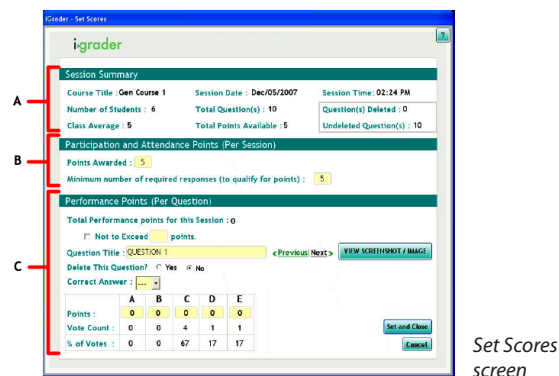 iGrader - Set Scores
?
i>grader
A
Session Summary
Course Title : Gen Course 1 Session Date : Dec/05/2007 Session Time: 02:24 PM
Number of Students : 6 Total Question(s) : 10 Question(s) Deleted : 0
Class Average : 5 Total Points Available : 5 Undeleted Question(s) : 10
B
Participation and Attendance Points (Per Session)
Points Awarded : 5
Minimum number of required responses (to qualify for points) : 5
C
Performance Points (Per Question)
Total Performance points for this Session : 0
Not to Exceed points.
Question Title : QUESTION 1 < Previous Next > VIEW SCREENSHOT / IMAGE
Delete This Question? Yes No
Correct Answer : ---
A B C D E
Points : 0 0 0 0 0
Vote Count : 0 0 4 1 1 Set and Close
% of Votes : 0 0 67 17 17 Cancel
Set Scores
screen